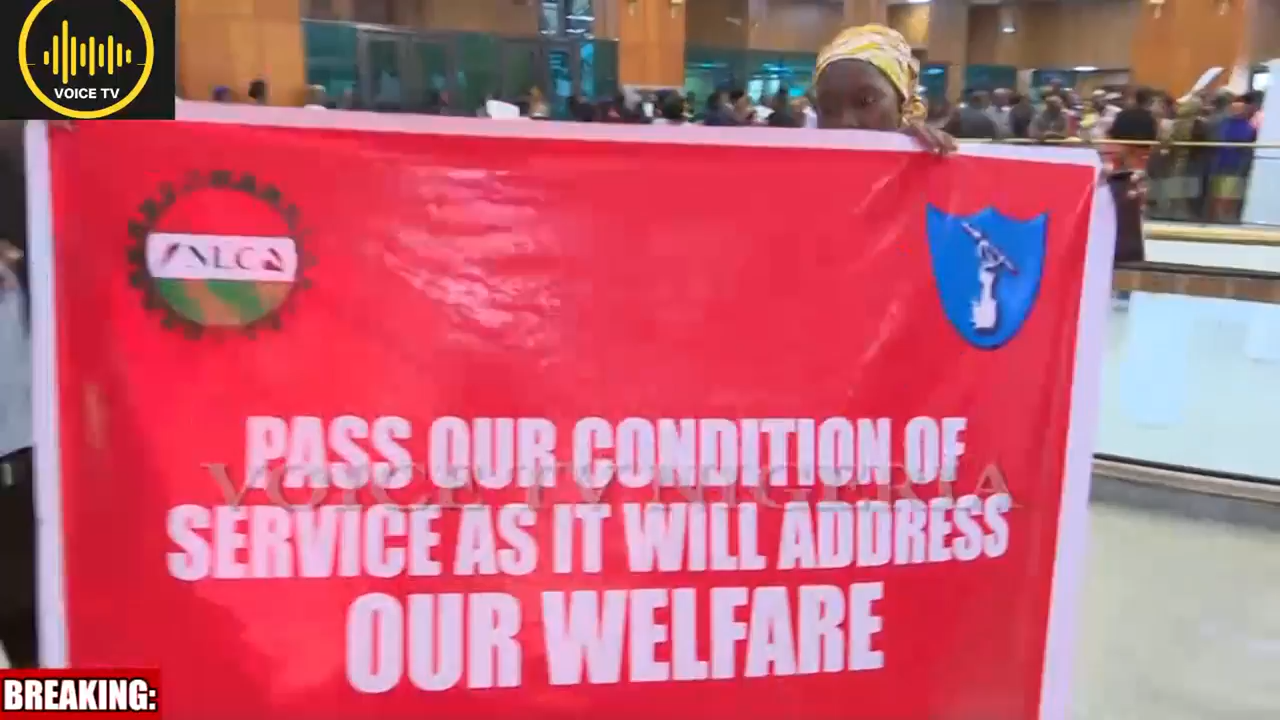 VOICE TV
NLC
PASS OUR CONDITION OF
VOICE TV NIGERIA
SERVICE AS IT WILL ADDRESS
OUR WELFARE
BREAKING: